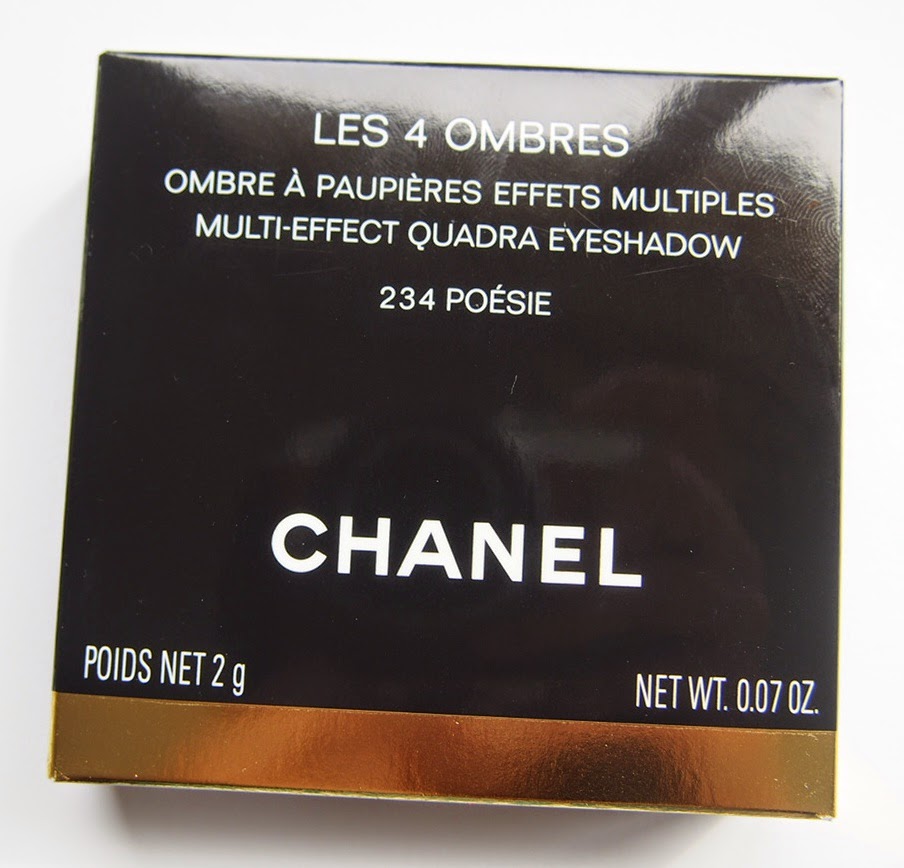 LES 4 OMBRES
OMBRE À PAUPIÈRES EFFETS MULTIPLES
MULTI-EFFECT QUADRA EYESHADOW
234 POÉSIE
CHANEL
POIDS NET 2 g
NET WT. 0.07 OZ.